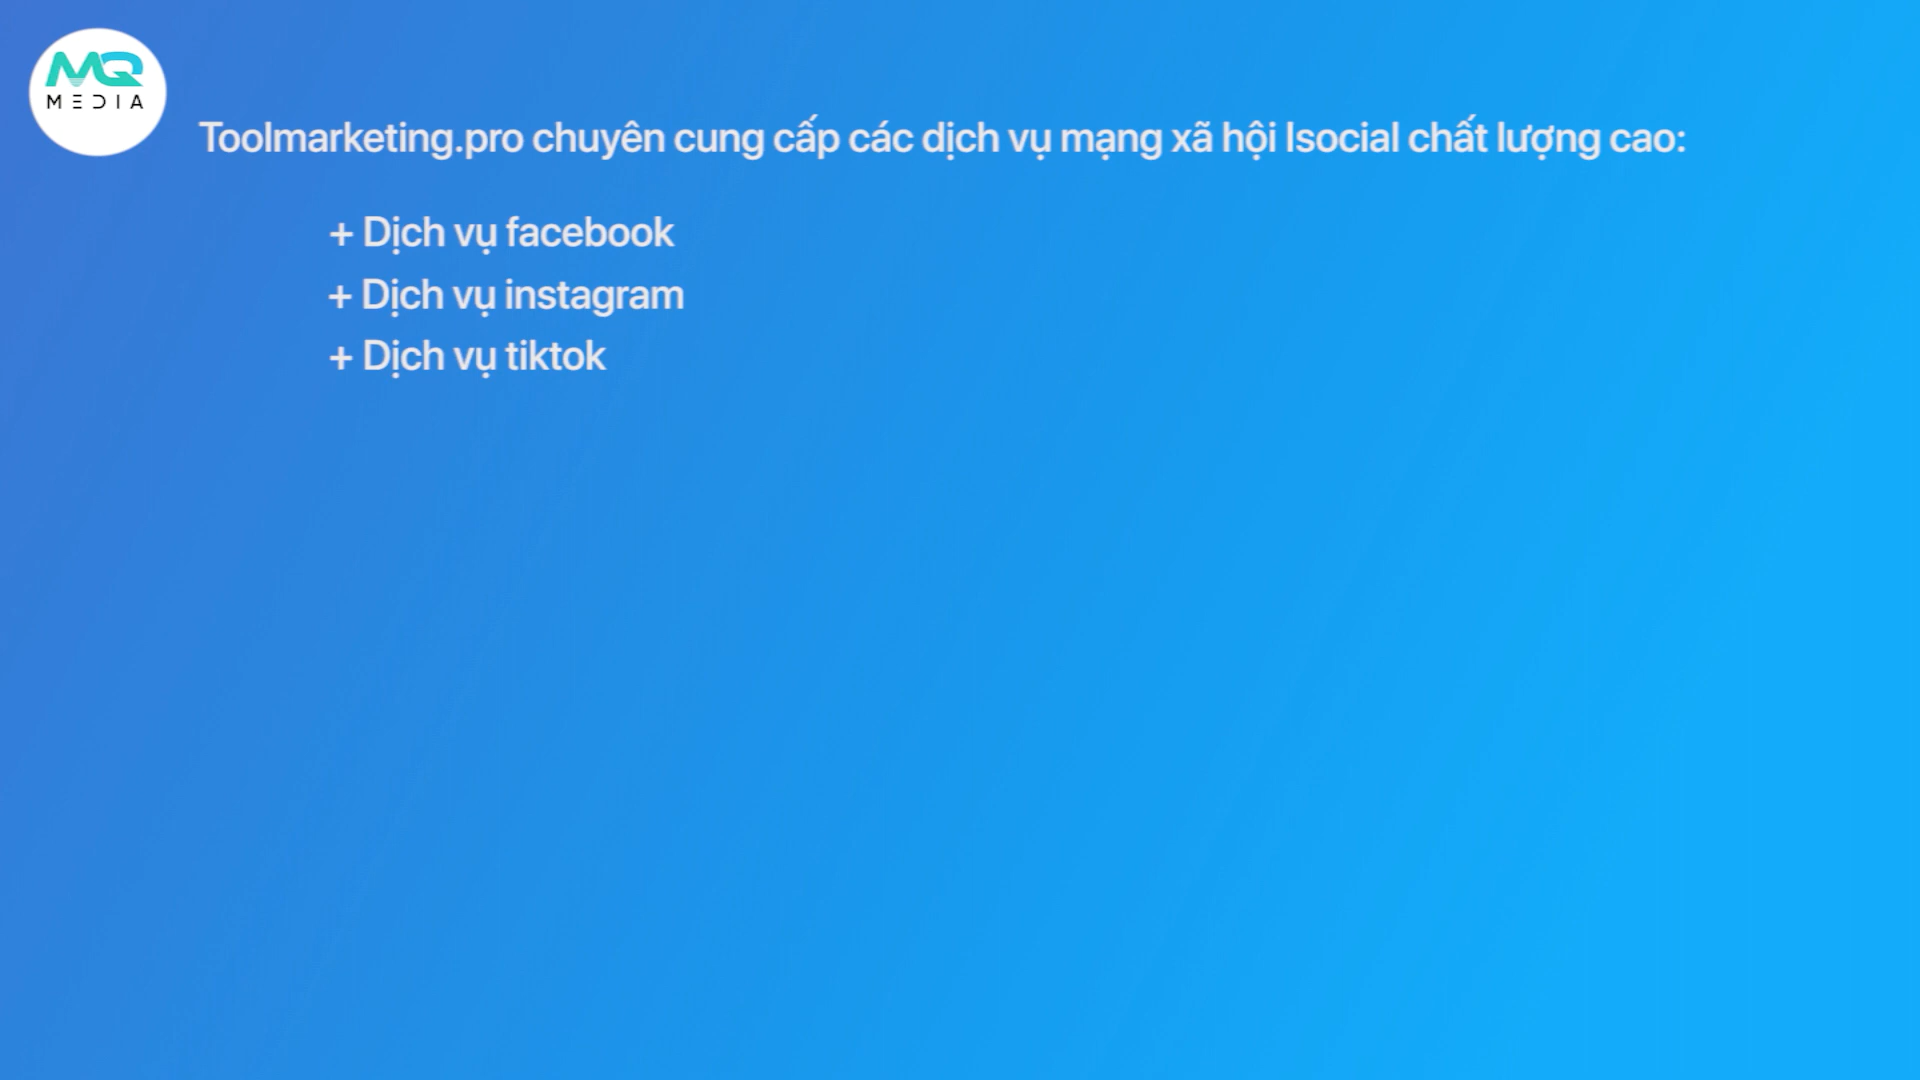 MQ
MEDIA
Toolmarketing.pro chuyên cung cấp các dịch vụ mạng xã hội Isocial chất lượng cao:
+ Dịch vụ facebook
+ Dịch vụ instagram
+ Dịch vụ tiktok